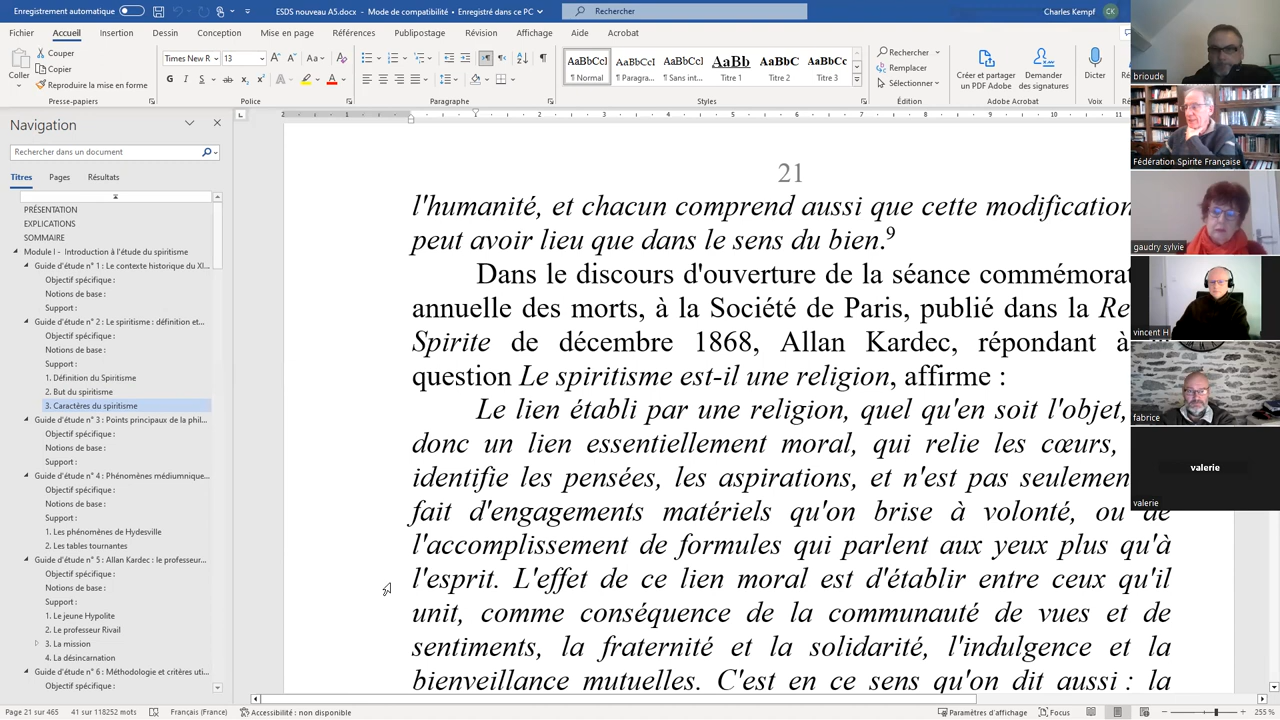 Enregistrement automatique
ESDS nouveau A5.docx - Mode de compatibilité • Enregistré dans ce PC
Rechercher
Charles Kempf
CK
Fichier Accueil Insertion Dessin Conception Mise en page Références Publipostage Révision Affichage Aide Acrobat
Coller
Couper
Copier
Reproduire la mise en forme
Presse-papiers
Times New R
13
Police
Paragraphe
AaBbCcI AaBbCcI AaBbCcI AaBb AaBbC AaBbCc
¶ Normal ¶ Paragra... ¶ Sans int... Titre 1 Titre 2 Titre 3
Styles
Rechercher
Remplacer
Sélectionner
Édition
Créer et partager un PDF Adobe
Demander des signatures
Adobe Acrobat
Dicter
Voix
Navigation
Rechercher dans un document
Titres Pages Résultats
PRÉSENTATION
EXPLICATIONS
SOMMAIRE
Module I - Introduction à l'étude du spiritisme
Guide d'étude n° 1 : Le contexte historique du XI...
Objectif spécifique :
Notions de base :
Support :
Guide d'étude n° 2 : Le spiritisme : définition et...
Objectif spécifique :
Notions de base :
Support :
1. Définition du Spiritisme
2. But du spiritisme
3. Caractères du spiritisme
Guide d'étude n° 3 : Points principaux de la phil...
Objectif spécifique :
Notions de base :
Support :
Guide d'étude n° 4 : Phénomènes médiumnique...
Objectif spécifique :
Notions de base :
Support :
1. Les phénomènes de Hydesville
2. Les tables tournantes
Guide d'étude n° 5 : Allan Kardec : le professeur...
Objectif spécifique :
Notions de base :
Support :
1. Le jeune Hypolite
2. Le professeur Rivail
3. La mission
4. La désincarnation
Guide d'étude n° 6 : Méthodologie et critères uti...
Objectif spécifique :
21
l'humanité, et chacun comprend aussi que cette modification
peut avoir lieu que dans le sens du bien.⁹
Dans le discours d'ouverture de la séance commémorat
annuelle des morts, à la Société de Paris, publié dans la Re
Spirite de décembre 1868, Allan Kardec, répondant à
question Le spiritisme est-il une religion, affirme :
Le lien établi par une religion, quel qu'en soit l'objet,
donc un lien essentiellement moral, qui relie les cœurs,
identifie les pensées, les aspirations, et n'est pas seulemen
fait d'engagements matériels qu'on brise à volonté, ou de
l'accomplissement de formules qui parlent aux yeux plus qu'à
l'esprit. L'effet de ce lien moral est d'établir entre ceux qu'il
unit, comme conséquence de la communauté de vues et de
sentiments, la fraternité et la solidarité, l'indulgence et la
bienveillance mutuelles. C'est en ce sens qu'on dit aussi : la
brioude
Fédération Spirite Française
gaudry sylvie
vincent H
fabrice
valerie
valerie
Page 21 sur 465 41 sur 118252 mots Français (France) Accessibilité : non disponible
Paramètres d'affichage Focus 255 %